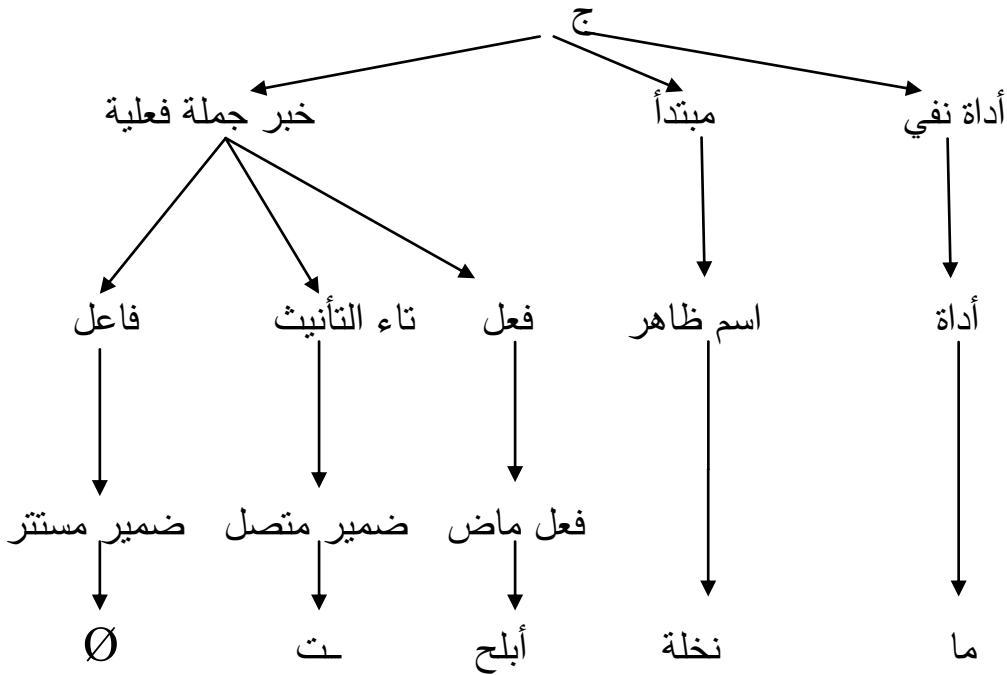 ج
أداة نفي مبتدأ خبر جملة فعلية
أداة اسم ظاهر فعل تاء التأنيث فاعل
فعل ماض ضمير متصل ضمير مستتر
ما نخلة أبلح ـت Ø